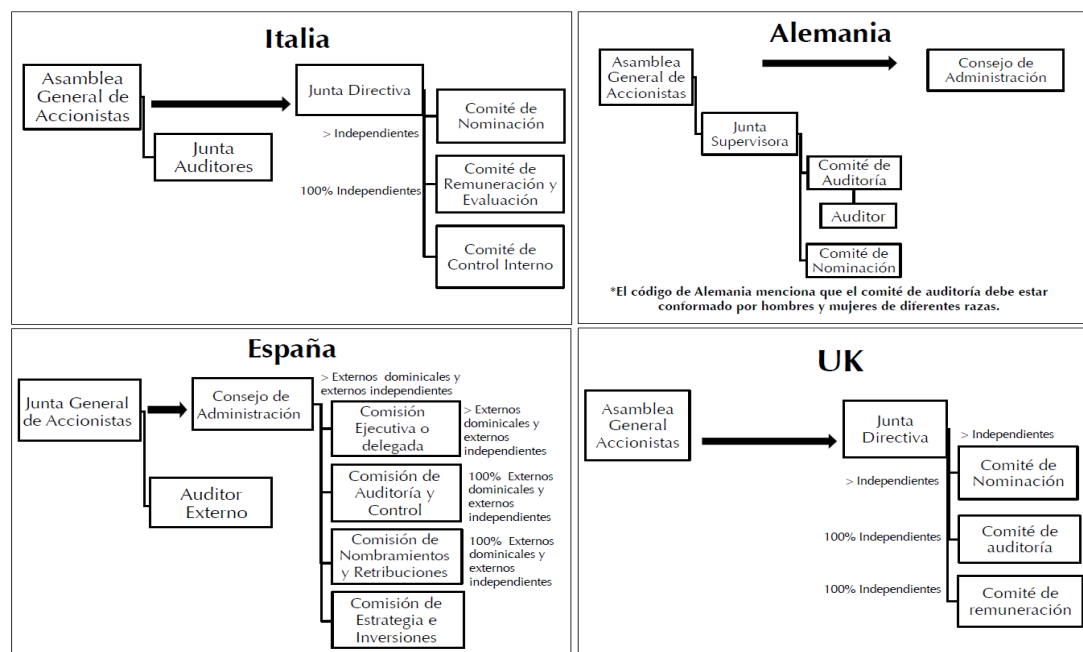 Italia
Asamblea
General de
Accionistas
Junta Directiva
> Independientes
Comité de
Nominación
Junta
Auditores
100% Independientes
Comité de
Remuneración y
Evaluación
Comité de
Control Interno
Alemania
Asamblea
General de
Accionistas
Consejo de
Administración
Junta
Supervisora
Comité de
Auditoría
Auditor
Comité de
Nominación
*El código de Alemania menciona que el comité de auditoría debe estar
conformado por hombres y mujeres de diferentes razas.
España
Junta General
de Accionistas
Consejo de
Administración
> Externos dominicales y
externos independientes
Comisión
Ejecutiva o
delegada
> Externos
dominicales y
externos
independientes
Auditor
Externo
Comisión de
Auditoría y
Control
100% Externos
dominicales y
externos
independientes
Comisión de
Nombramientos
y Retribuciones
100% Externos
dominicales y
externos
independientes
Comisión de
Estrategia e
Inversiones
UK
Asamblea
General
Accionistas
Junta
Directiva
> Independientes
Comité de
Nominación
> Independientes
100% Independientes
Comité de
auditoría
100% Independientes
Comité de
remuneración